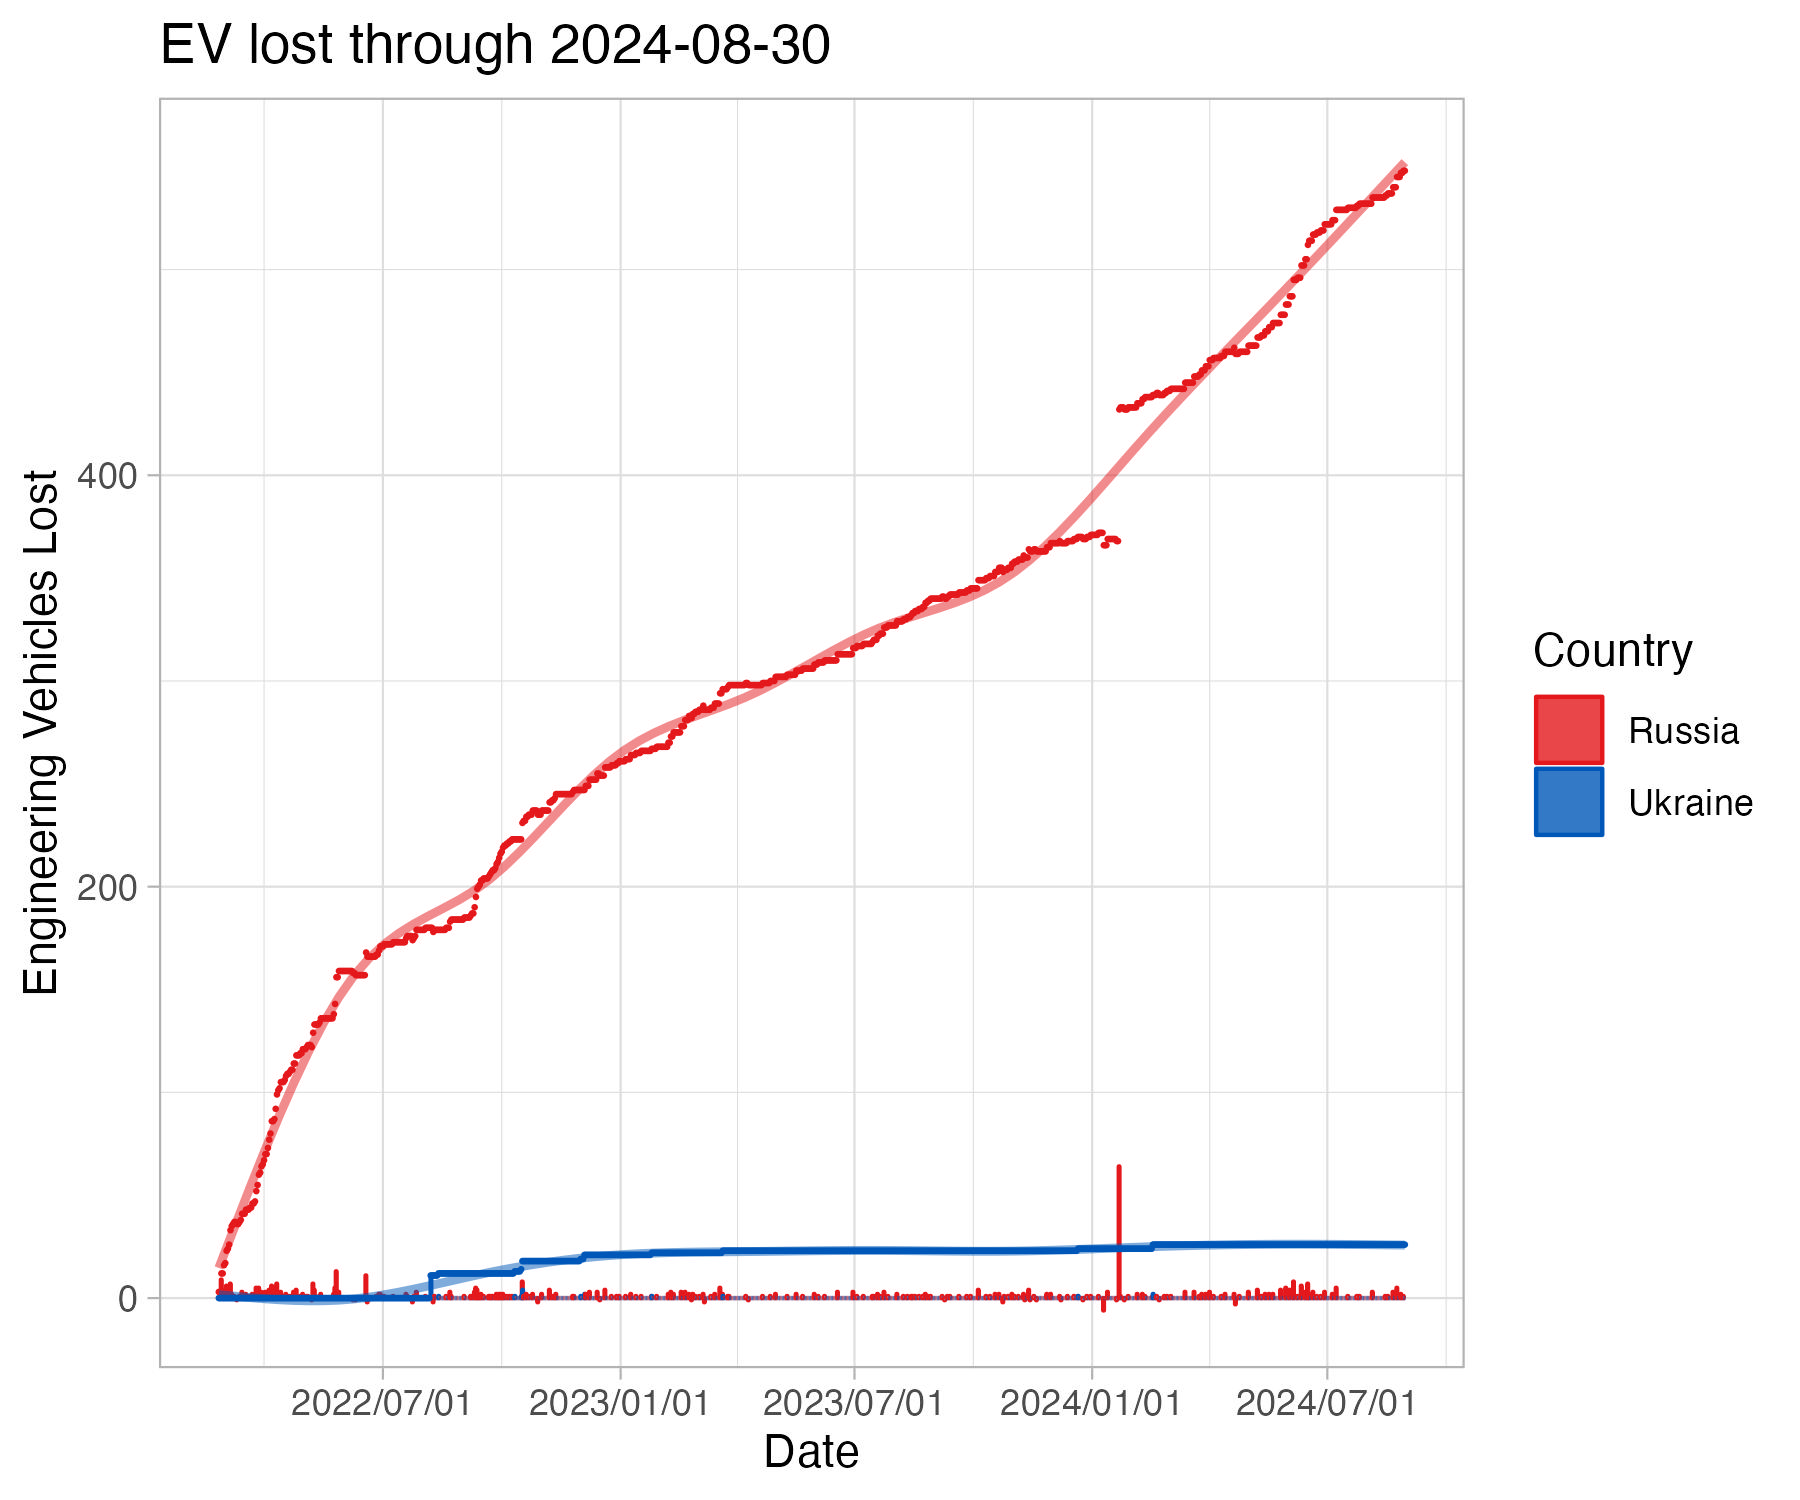 EV lost through 2024-08-30
Engineering Vehicles Lost
400
200
0
2022/07/01
2023/01/01
2023/07/01
2024/01/01
2024/07/01
Date
Country
Russia
Ukraine